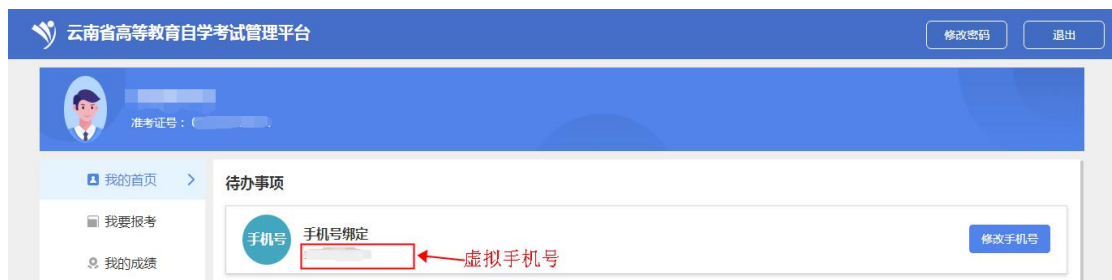 云南省高等教育自学考试管理平台
修改密码
退出
准考证号：
我的首页
待办事项
我要报考
手机号
手机号绑定
修改手机号
虚拟手机号
我的成绩